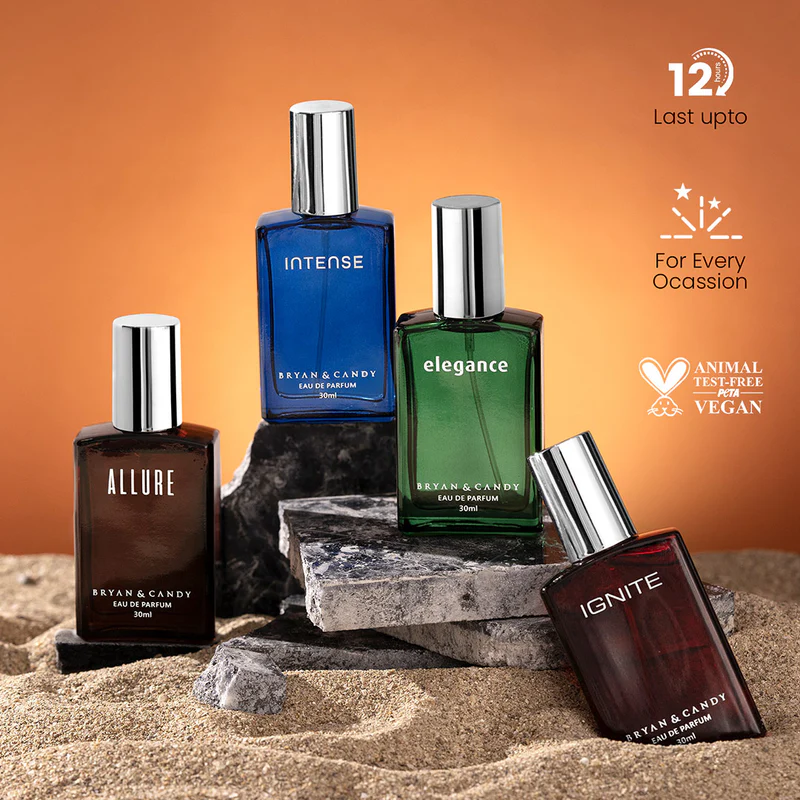 12 hours
Last upto
For Every
Ocassion
ANIMAL
TEST-FREE
PETA
VEGAN
INTENSE
BRYAN & CANDY
EAU DE PARFUM
30ml
elegance
BRYAN & CANDY
EAU DE PARFUM
30ml
ALLURE
BRYAN & CANDY
EAU DE PARFUM
30ml
IGNITE
BRYAN & CANDY
EAU DE PARFUM
30ml